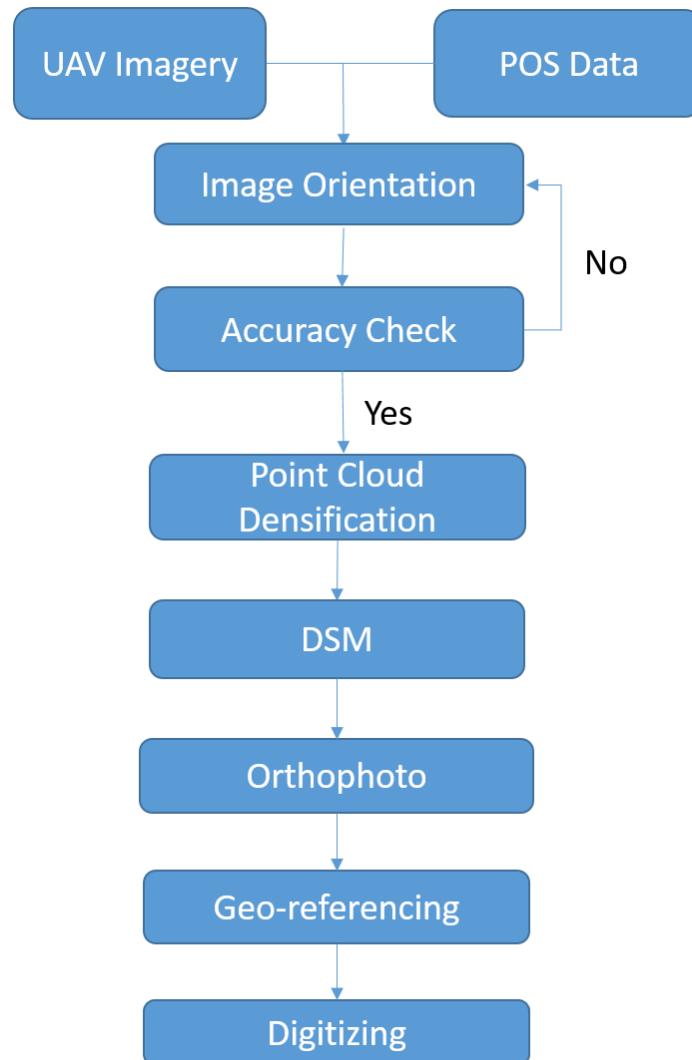 UAV Imagery
POS Data
Image Orientation
No
Accuracy Check
Yes
Point Cloud
Densification
DSM
Orthophoto
Geo-referencing
Digitizing